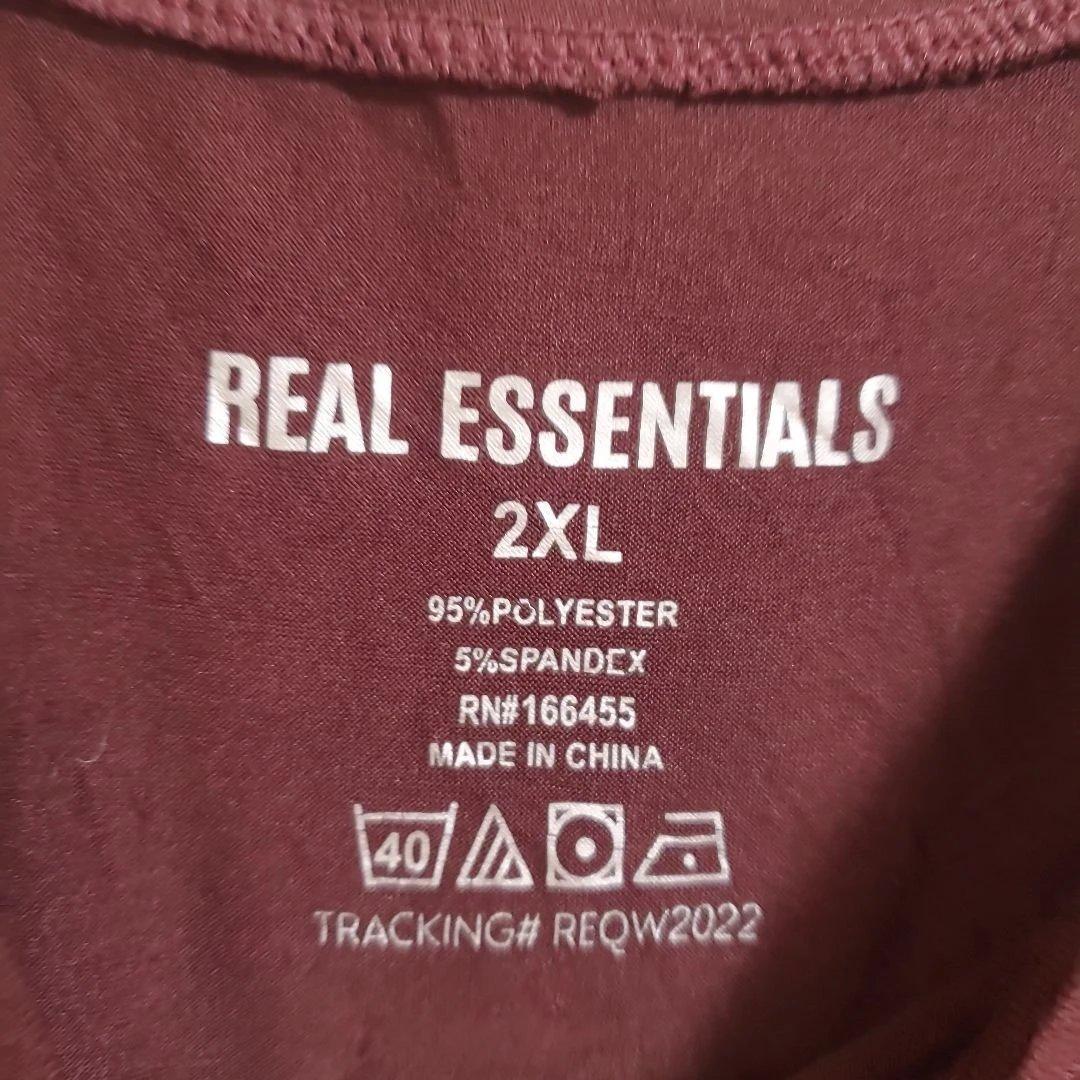 REAL ESSENTIALS
2XL
95%POLYESTER
5%SPANDEX
RN#166455
MADE IN CHINA
40
TRACKING# REQW2022